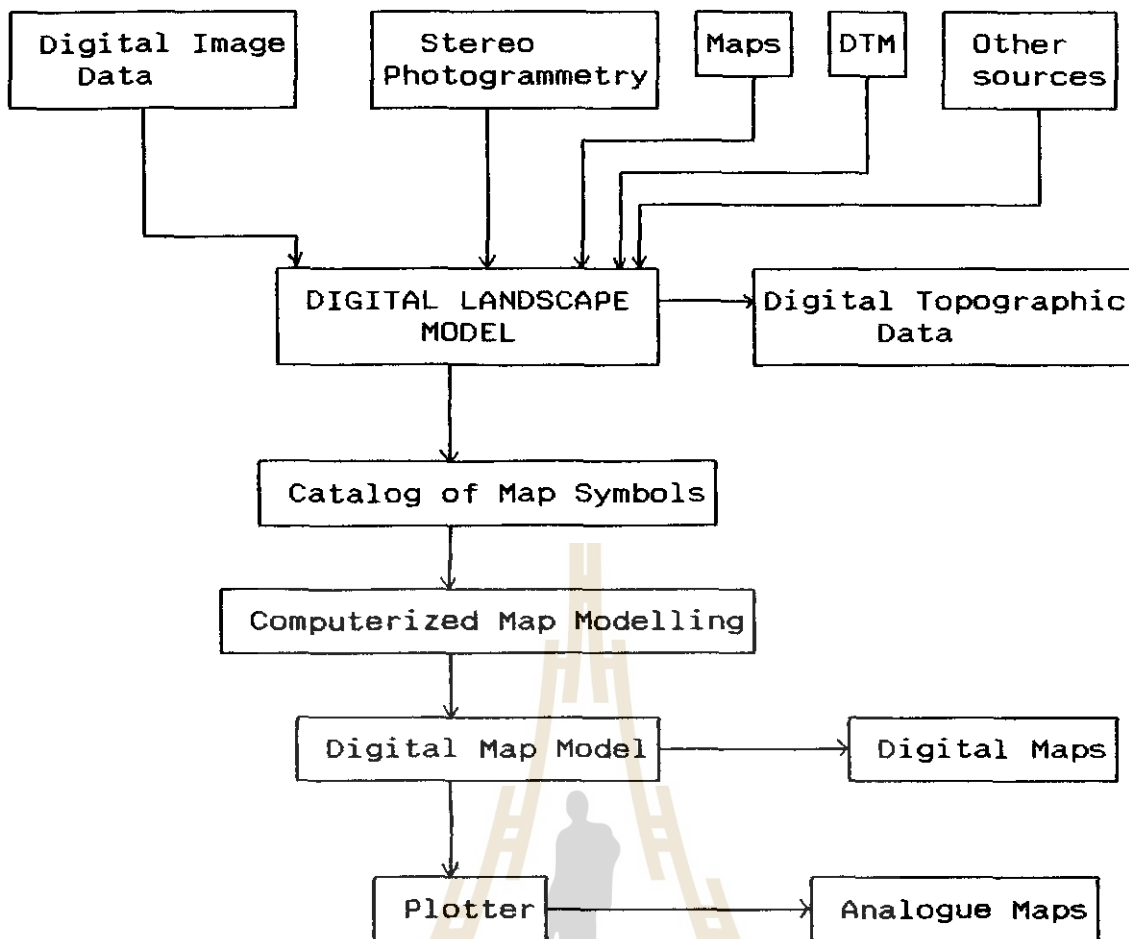 Digital Image
Data
Stereo
Photogrammetry
Maps
DTM
Other
sources
DIGITAL LANDSCAPE
MODEL
Digital Topographic
Data
Catalog of Map Symbols
Computerized Map Modelling
Digital Map Model
Digital Maps
Plotter
Analogue Maps